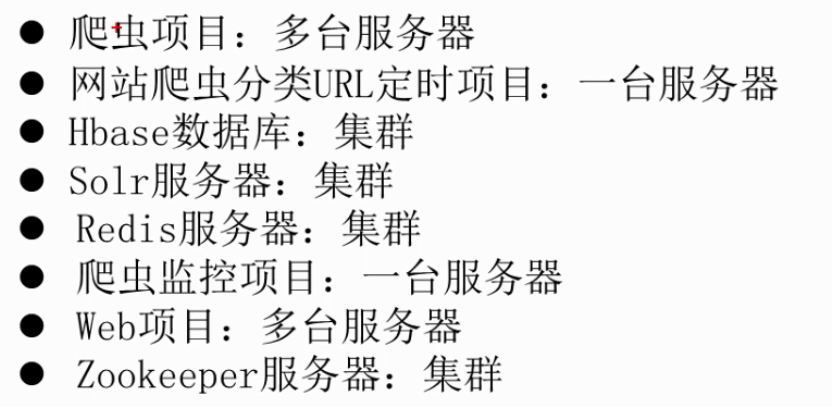 ● 爬虫项目：多台服务器
● 网站爬虫分类URL定时项目：一台服务器
● Hbase数据库：集群
● Solr服务器：集群
● Redis服务器：集群
● 爬虫监控项目：一台服务器
● Web项目：多台服务器
● Zookeeper服务器：集群